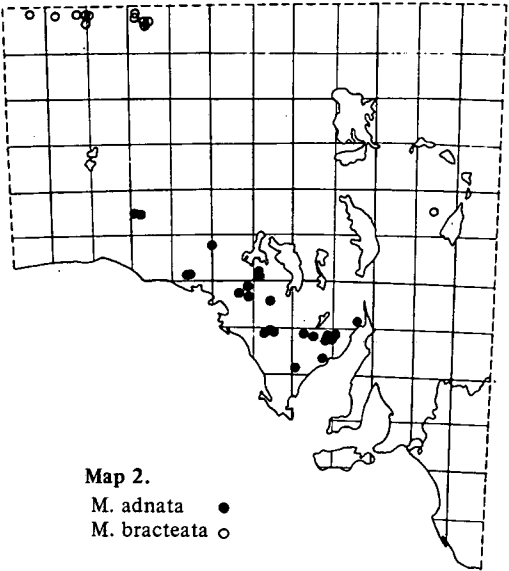 Map 2.
M. adnata ●
M. bracteata ○